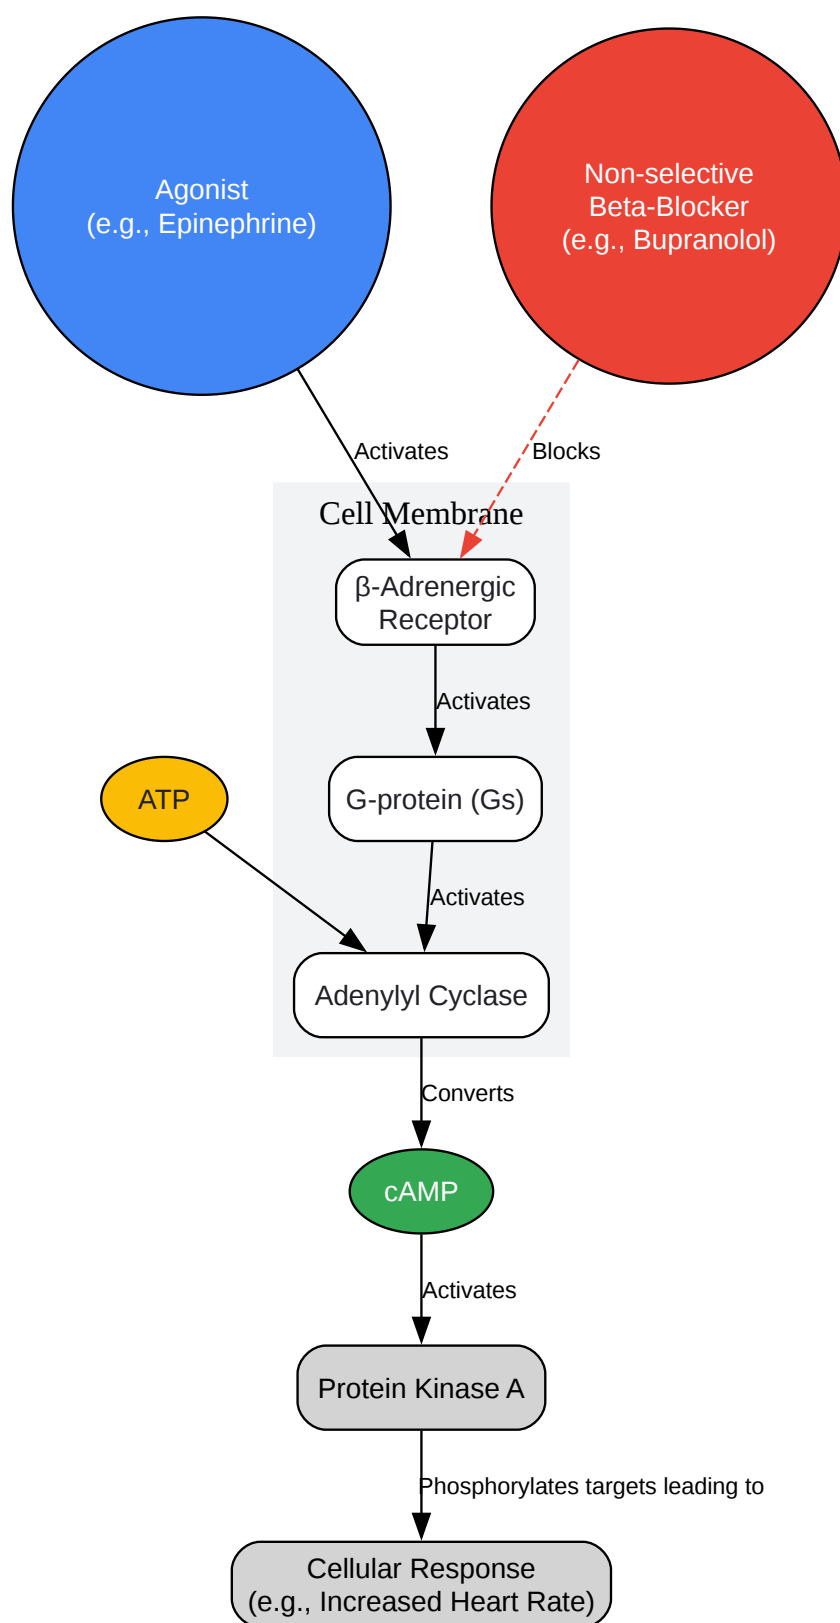 Agonist
(e.g., Epinephrine)
Non-selective
Beta-Blocker
(e.g., Bupranolol)
Activates
Blocks
Cell Membrane
β-Adrenergic
Receptor
Activates
ATP
G-protein (Gs)
Activates
Adenylyl Cyclase
Converts
cAMP
Activates
Protein Kinase A
Phosphorylates targets leading to
Cellular Response
(e.g., Increased Heart Rate)